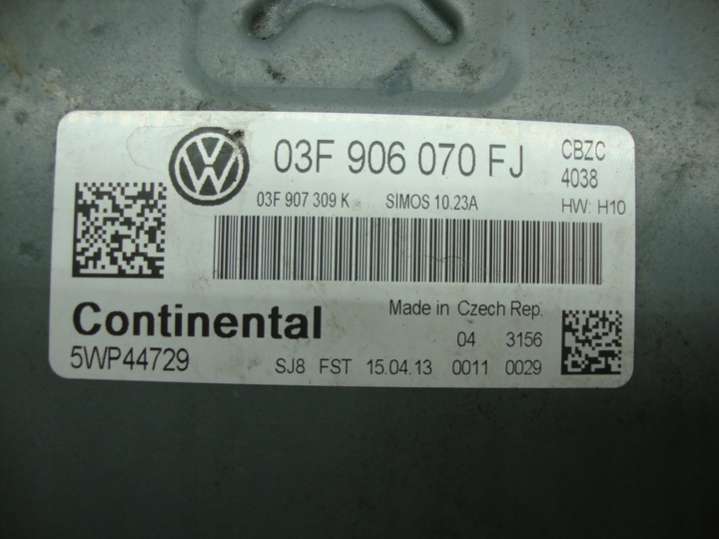 03F 906 070 FJ CBZC
4038
03F 907 309 K SIMOS 10.23A HW: H10
Continental Made in Czech Rep.
04 3156
5WP44729 SJ8 FST 15.04.13 0011 0029